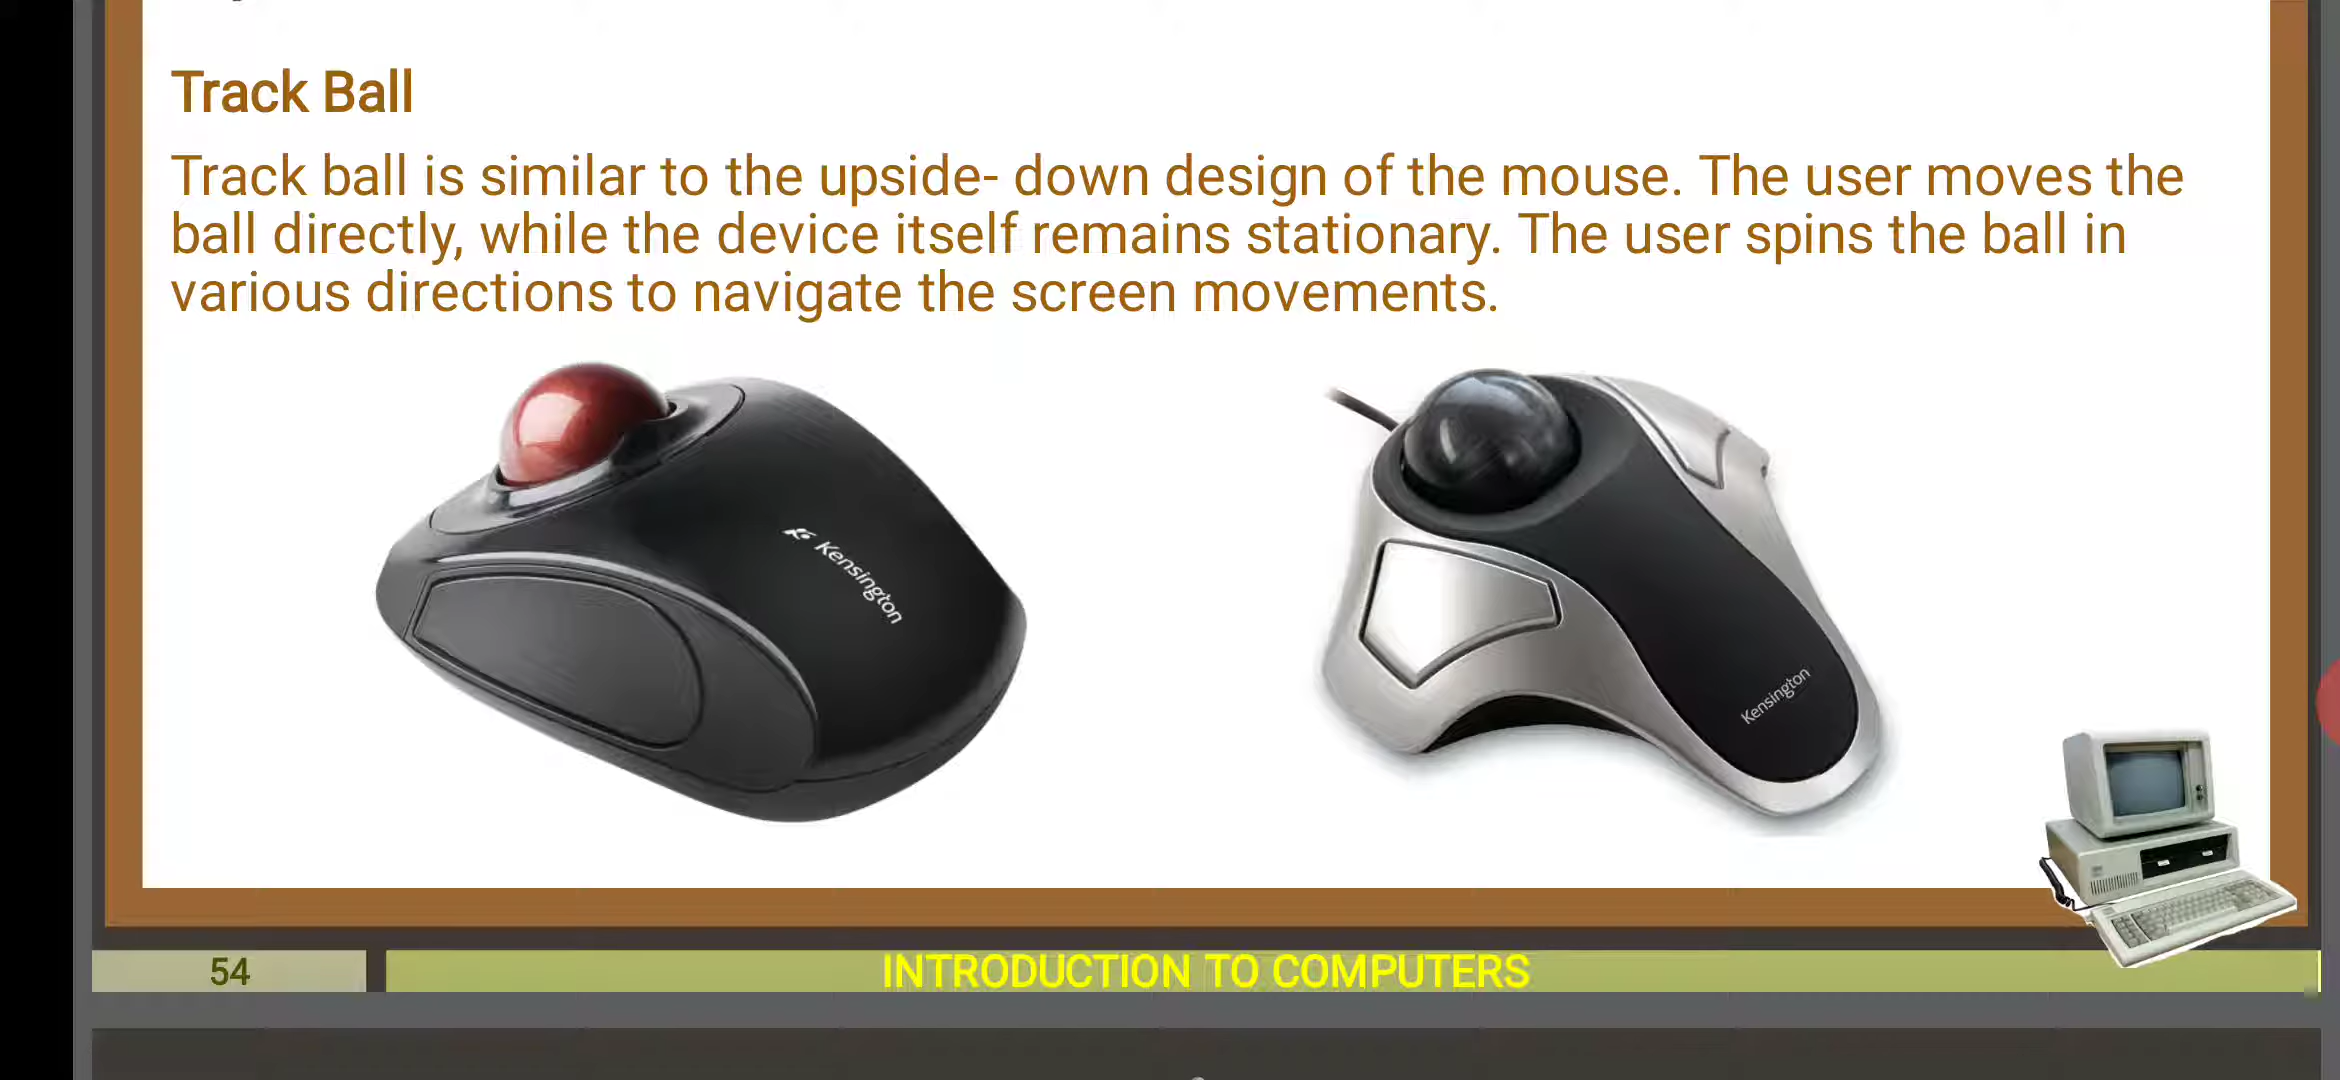 Track Ball
Track ball is similar to the upside- down design of the mouse. The user moves the
ball directly, while the device itself remains stationary. The user spins the ball in
various directions to navigate the screen movements.
Kensington
Kensington
54
INTRODUCTION TO COMPUTERS